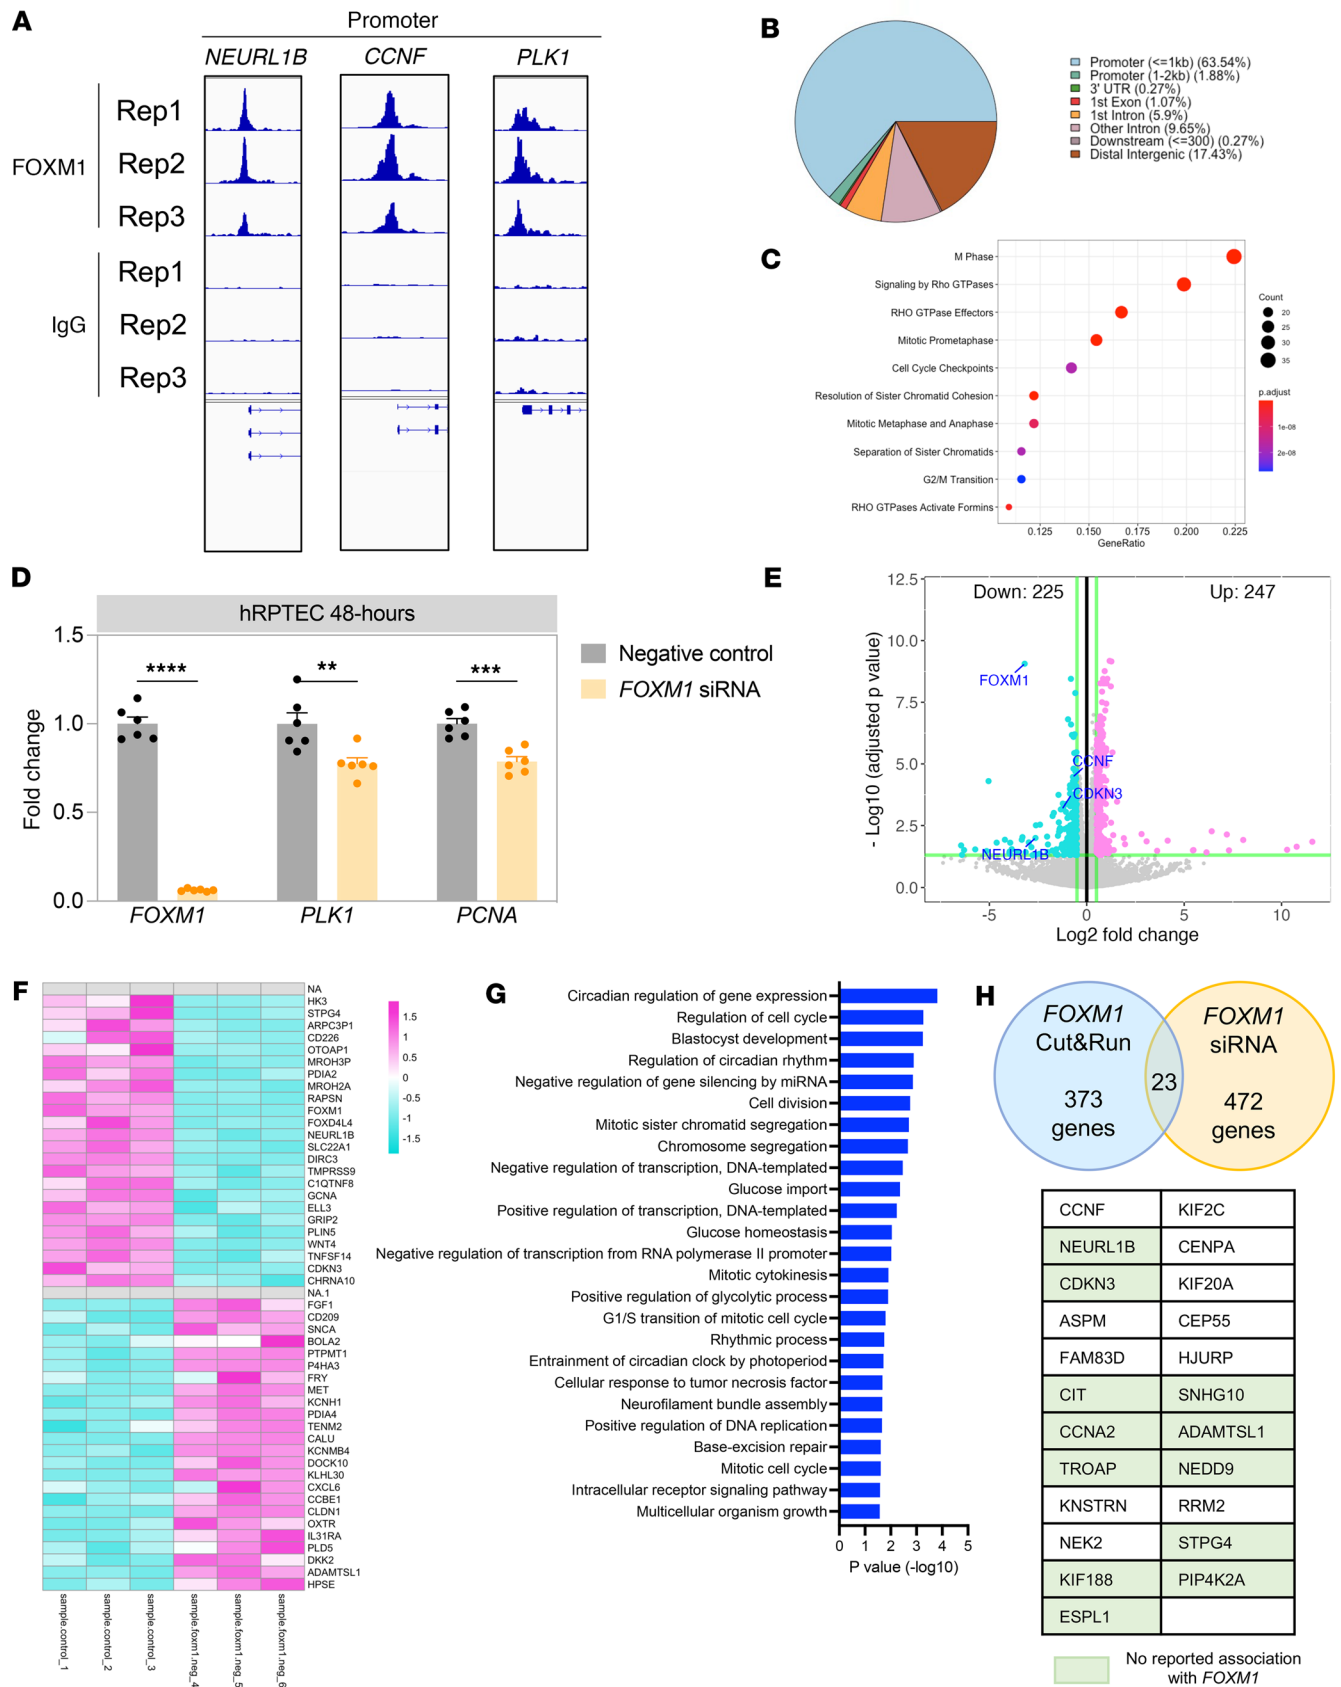 A
Promoter
NEURL1B
CCNF
PLK1
FOXM1
Rep1
Rep2
Rep3
IgG
Rep1
Rep2
Rep3
B
Promoter (<=1kb) (63.54%)
Promoter (1-2kb) (1.88%)
3' UTR (0.27%)
1st Exon (1.07%)
1st Intron (5.9%)
Other Intron (9.65%)
Downstream (<=300) (0.27%)
Distal Intergenic (17.43%)
C
M Phase
Signaling by Rho GTPases
RHO GTPase Effectors
Mitotic Prometaphase
Cell Cycle Checkpoints
Resolution of Sister Chromatid Cohesion
Mitotic Metaphase and Anaphase
Separation of Sister Chromatids
G2/M Transition
RHO GTPases Activate Formins
0.125 0.150 0.175 0.200 0.225
GeneRatio
Count
20
25
30
35
p.adjust
1e-08
2e-08
D
hRPTEC 48-hours
Fold change
1.5
1.0
0.5
0.0
****
**
***
FOXM1
PLK1
PCNA
Negative control
FOXM1 siRNA
E
Down: 225
Up: 247
- Log10 (adjusted p value)
12.5
10.0
7.5
5.0
2.5
0.0
FOXM1
CCNF
CDKN3
NEURL1B
-5 0 5 10
Log2 fold change
F
NA
HK3
STPG4
ARPC3P1
CD226
OTOAP1
MROH3P
PDIA2
MROH2A
RAPSN
FOXM1
FOXD4L4
NEURL1B
SLC22A1
DIRC3
TMPRSS9
C1QTNF8
GCNA
ELL3
GRIP2
PLIN5
WNT4
TNFSF14
CDKN3
CHRNA10
NA.1
FGF1
CD209
SNCA
BOLA2
PTPMT1
P4HA3
FRY
MET
KCNH1
PDIA4
TENM2
CALU
KCNMB4
DOCK10
KLHL30
CXCL6
CCBE1
CLDN1
OXTR
IL31RA
PLD5
DKK2
ADAMTSL1
HPSE
sample.control_1
sample.control_2
sample.control_3
sample.foxm1.neg_4
sample.foxm1.neg_5
sample.foxm1.neg_6
1.5
1
0.5
0
-0.5
-1
-1.5
G
Circadian regulation of gene expression
Regulation of cell cycle
Blastocyst development
Regulation of circadian rhythm
Negative regulation of gene silencing by miRNA
Cell division
Mitotic sister chromatid segregation
Chromosome segregation
Negative regulation of transcription, DNA-templated
Glucose import
Positive regulation of transcription, DNA-templated
Glucose homeostasis
Negative regulation of transcription from RNA polymerase II promoter
Mitotic cytokinesis
Positive regulation of glycolytic process
G1/S transition of mitotic cell cycle
Rhythmic process
Entrainment of circadian clock by photoperiod
Cellular response to tumor necrosis factor
Neurofilament bundle assembly
Positive regulation of DNA replication
Base-excision repair
Mitotic cell cycle
Intracellular receptor signaling pathway
Multicellular organism growth
0 1 2 3 4 5
P value (-log10)
H
FOXM1
Cut&Run
373
genes
23
FOXM1
siRNA
472
genes
CCNF KIF2C
NEURL1B CENPA
CDKN3 KIF20A
ASPM CEP55
FAM83D HJURP
CIT SNHG10
CCNA2 ADAMTSL1
TROAP NEDD9
KNSTRN RRM2
NEK2 STPG4
KIF188 PIP4K2A
ESPL1
No reported association
with FOXM1